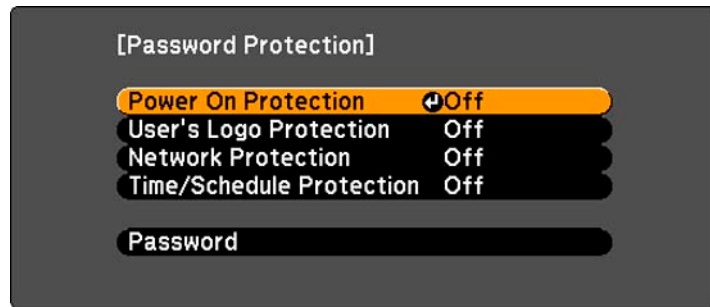 [Password Protection]
Power On Protection Off
User's Logo Protection Off
Network Protection Off
Time/Schedule Protection Off
Password